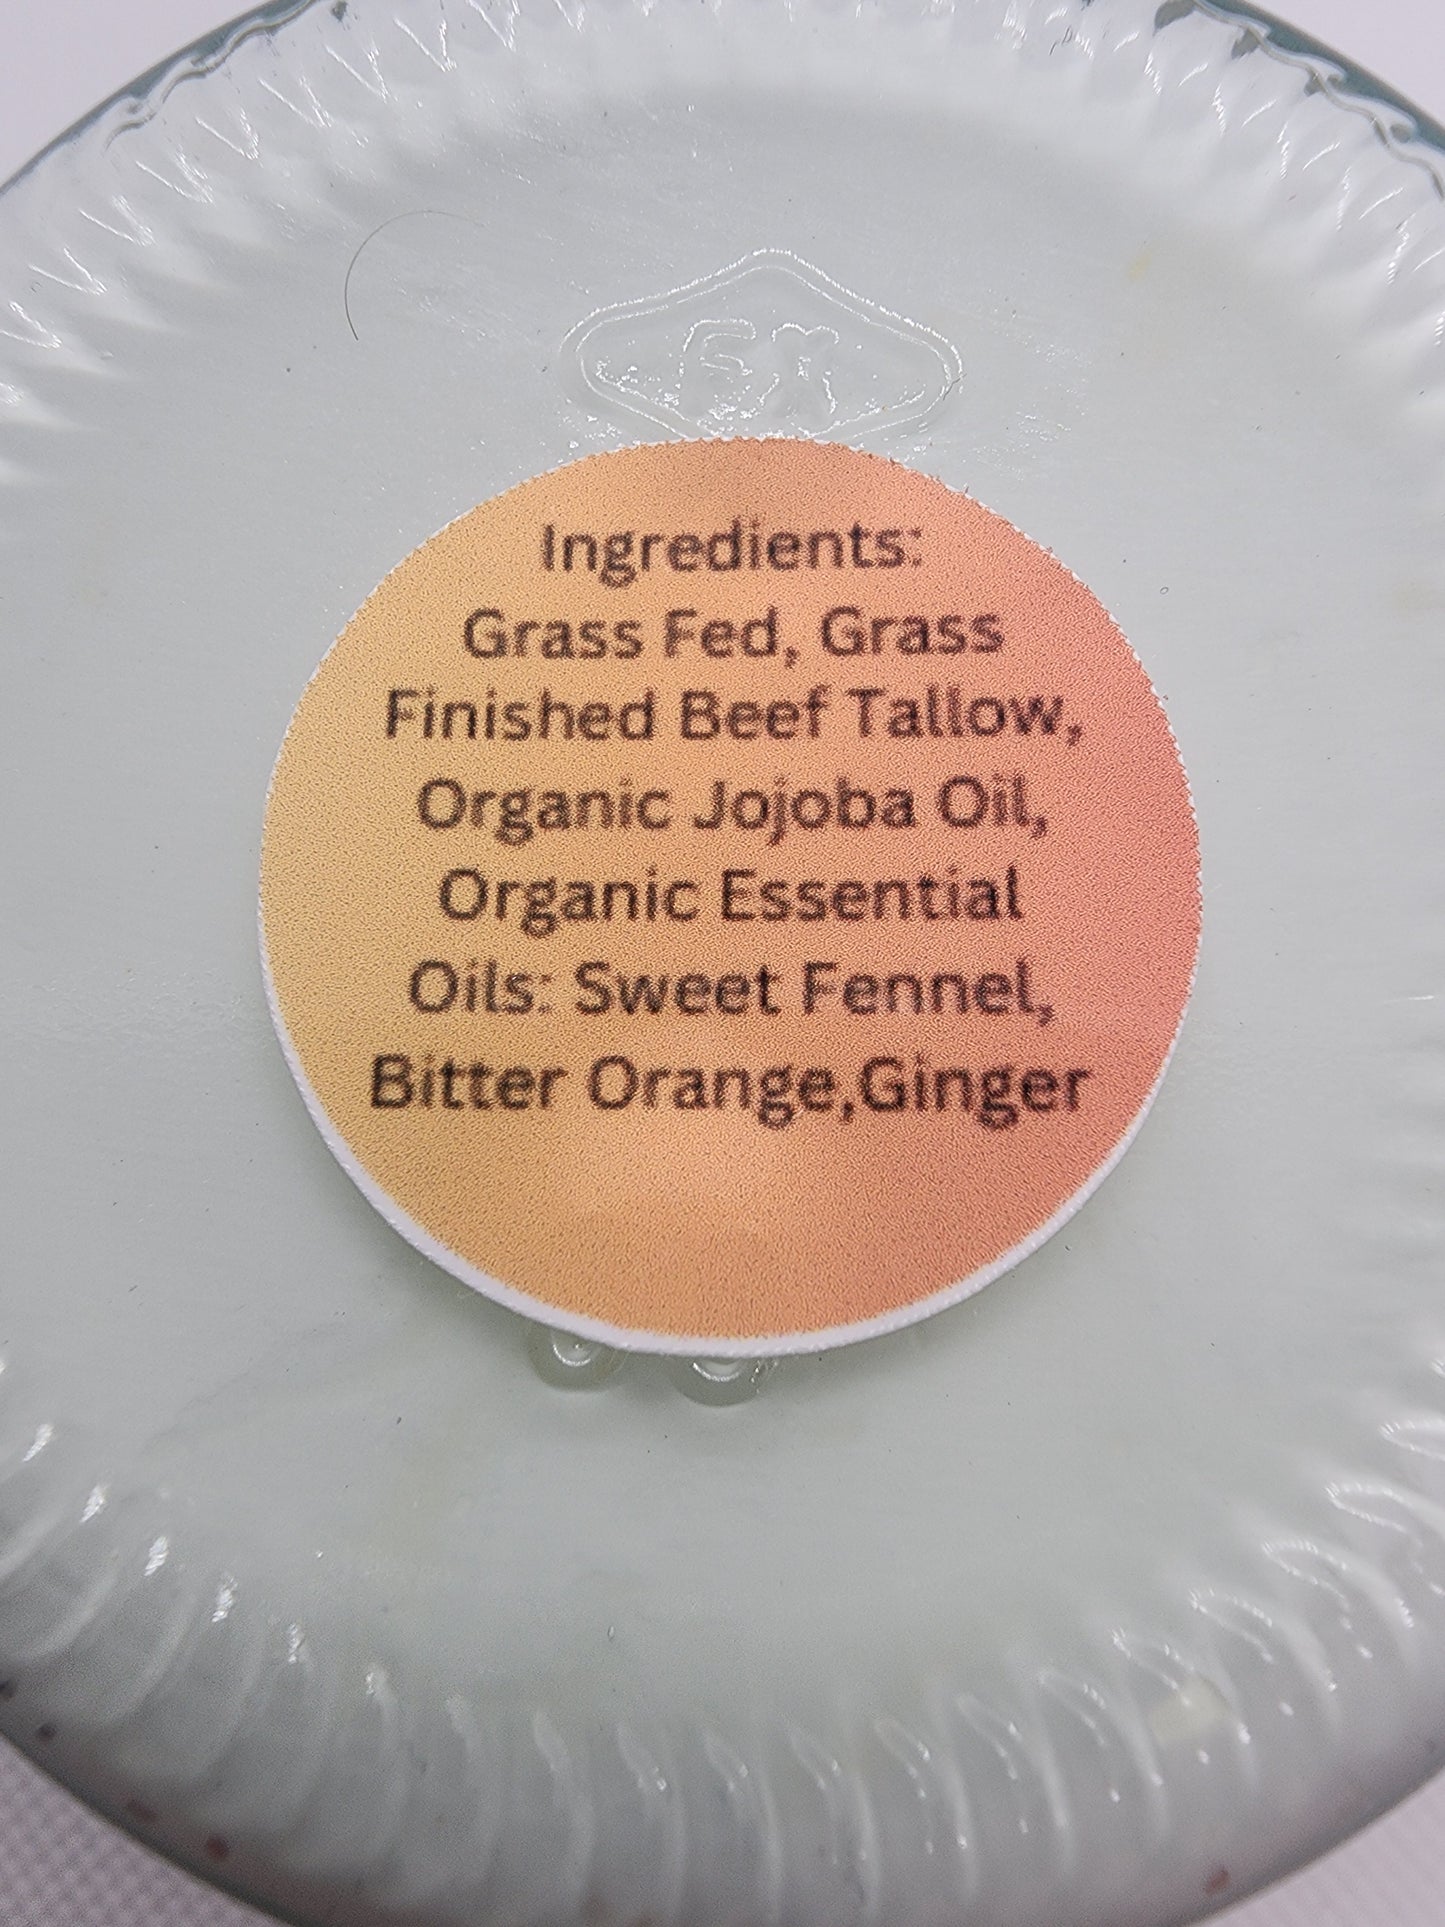 Ingredients:
Grass Fed, Grass
Finished Beef Tallow,
Organic Jojoba Oil,
Organic Essential
Oils: Sweet Fennel,
Bitter Orange,Ginger